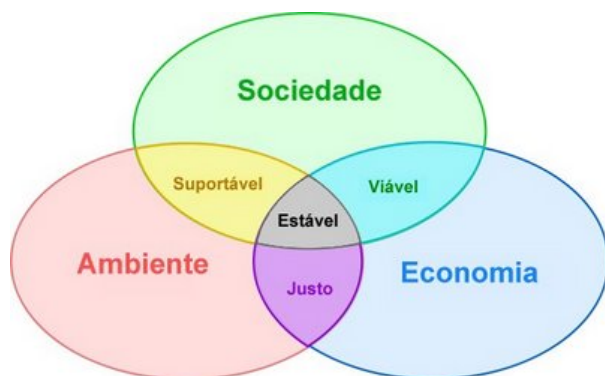 Sociedade
Suportável
Viável
Estável
Ambiente
Economia
Justo